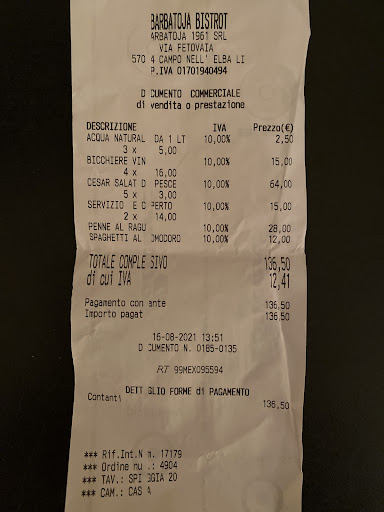 BARBATOJA BISTROT
ARBATOJA 1961 SRL
VIA FETOVAIA
570 4 CAMPO NELL' ELBA LI
P.IVA 01701940494
D CUMENTO COMMERCIALE
di vendita o prestazione
DESCRIZIONE IVA Prezzo(€)
ACQUA NATURAL DA 1 LT 10,00% 2,50
3 x 5,00
BICCHIERE VIN 10,00% 15,00
4 x 16,00
CESAR SALAT D PESCE 10,00% 64,00
5 x 3,00
SERVIZIO E C PERTO 10,00% 15,00
2 x 14,00
PENNE AL RAGU 10,00% 28,00
SPAGHETTI AL OMODORO 10,00% 12,00
TOTALE COMPLE SIVO 136,50
di cui IVA 12,41
Pagamento con ante 136,50
Importo pagat 136,50
16-08-2021 13:51
D CUMENTO N. 0185-0135
RT 99MEX095594
DETT GLIO FORME di PAGAMENTO
Contanti 136,50
*** Rif.Int.N m. 17179
*** Ordine nu .: 4904
*** TAV.: SPI GGIA 20
*** CAM.: CAS A